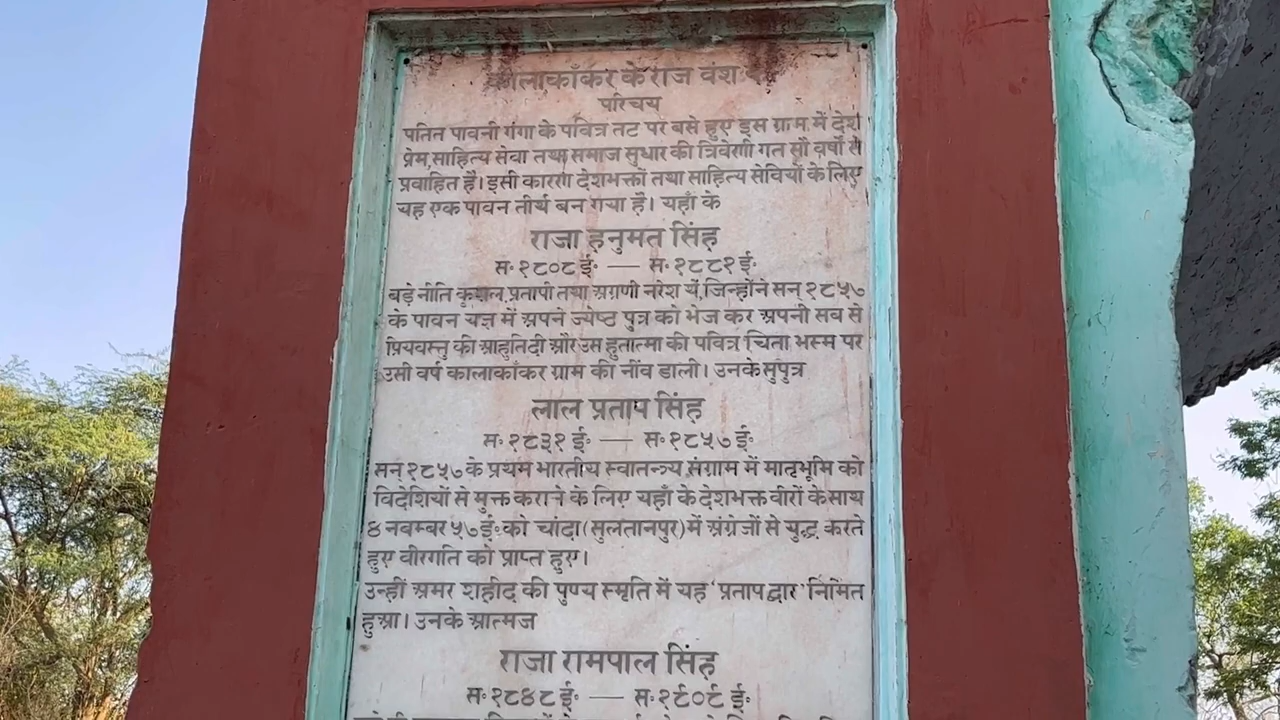 कालाकाँकर के राज वंश
परिचय
पतित पावनी गंगा के पवित्र तट पर बसे हुए इस ग्राम में देश
प्रेम, साहित्य सेवा तथा समाज सुधार की त्रिवेणी गत सौ वर्षों से
प्रवाहित है। इसी कारण देशभक्तों तथा साहित्य सेवियों के लिए
यह एक पावन तीर्थ बन गया है। यहाँ के
राजा हनुमत सिंह
स॰ १८०८ ई॰ — स॰ १८८१ ई॰
बड़े नीति कुशल, प्रतापी तथा अग्रणी नरेश थे, जिन्होंने सन् १८५७
के पावन यज्ञ में अपने ज्येष्ठ पुत्र को भेज कर अपनी सब से
प्रियवस्तु की आहुति दी और उस हुतात्मा की पवित्र चिता भस्म पर
उसी वर्ष कालाकांकर ग्राम की नींव डाली। उनके सुपुत्र
लाल प्रताप सिंह
स॰ १८३१ ई॰ — स॰ १८५७ ई॰
सन् १८५७ के प्रथम भारतीय स्वातन्त्र्य संग्राम में मातृभूमि को
विदेशियों से मुक्त कराने के लिए यहाँ के देशभक्त वीरों के साथ
४ नवम्बर ५७ ई॰ को चांदा (सुलतानपुर) में अंग्रेजों से युद्ध करते
हुए वीरगति को प्राप्त हुए।
उन्हीं अमर शहीद की पुण्य स्मृति में यह 'प्रताप द्वार' निर्मित
हुआ। उनके आत्मज
राजा रामपाल सिंह
स॰ १८४८ ई॰ — स॰ १९०९ ई॰